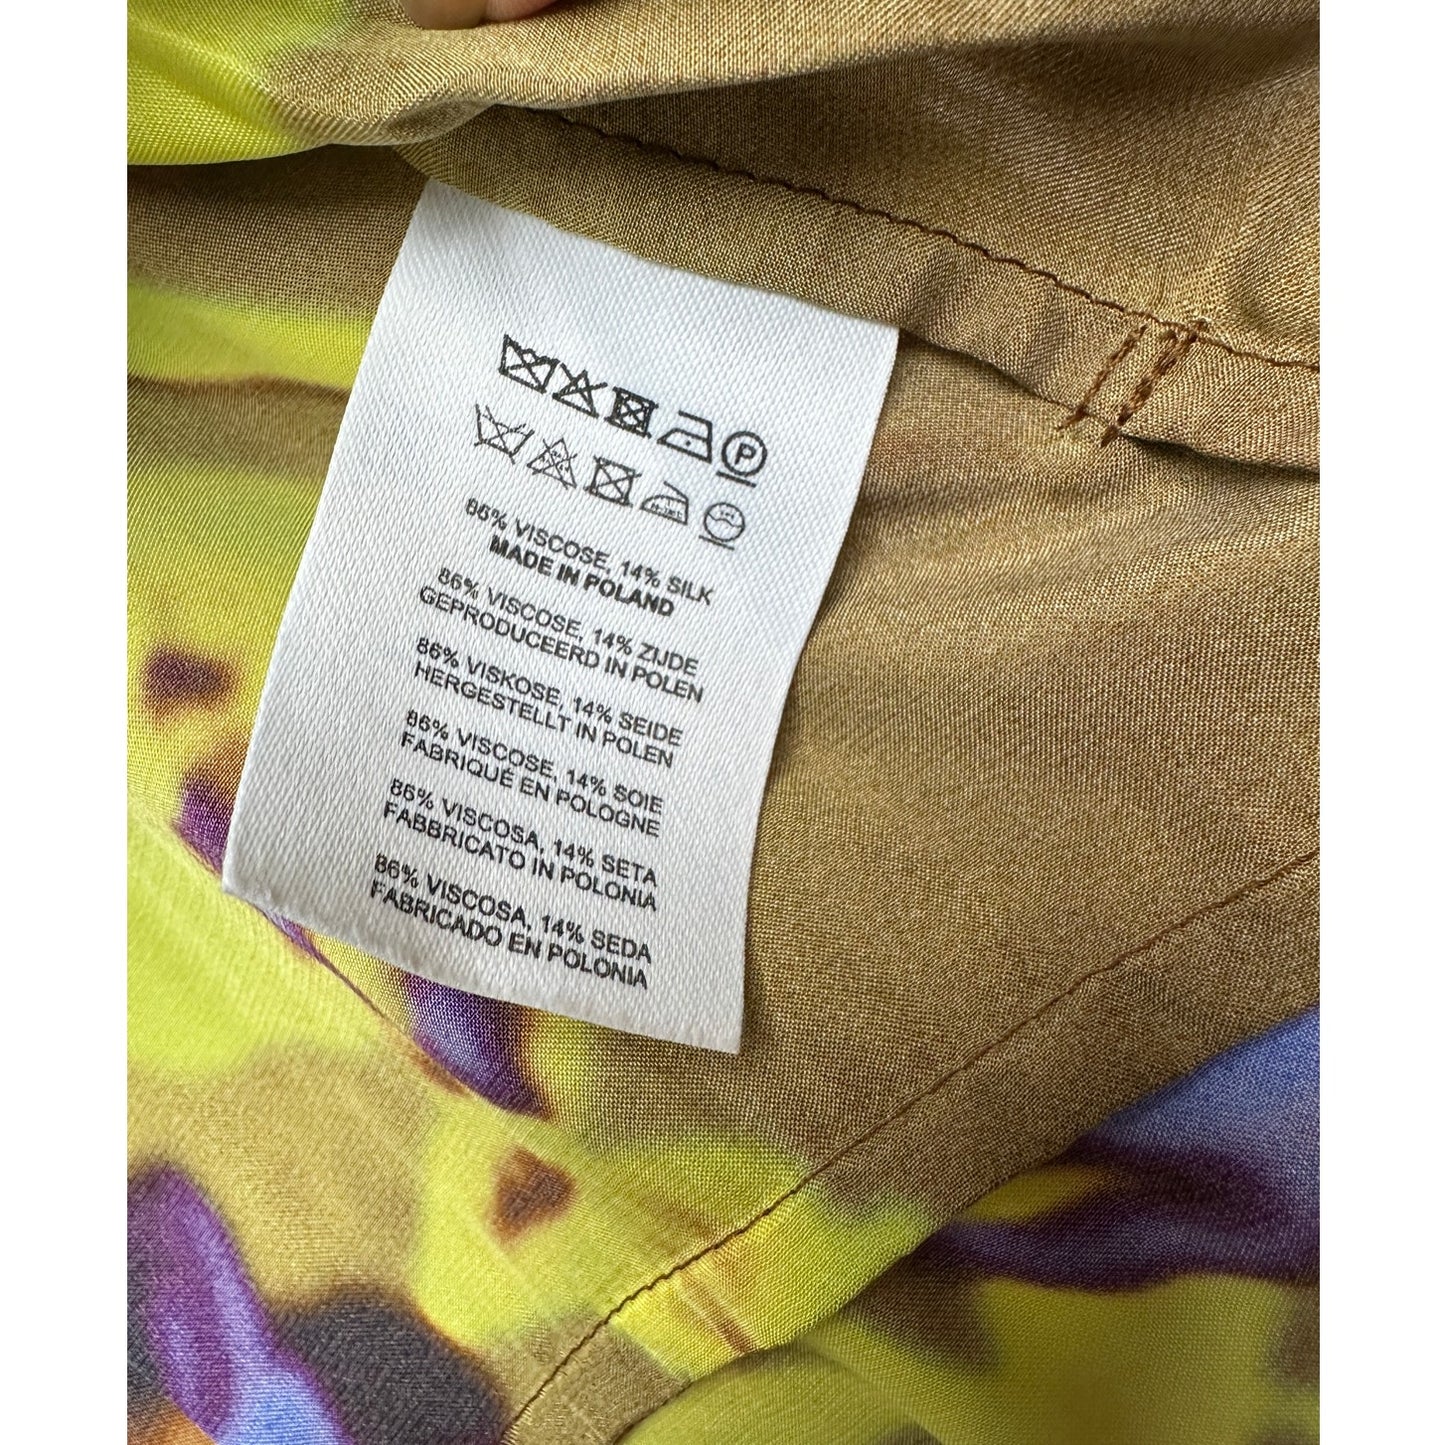 P
86% VISCOSE, 14% SILK
MADE IN POLAND
86% VISCOSE, 14% ZIJDE
GEPRODUCEERD IN POLEN
86% VISKOSE, 14% SEIDE
HERGESTELLT IN POLEN
86% VISCOSE, 14% SOIE
FABRIQUÉ EN POLOGNE
86% VISCOSA, 14% SETA
FABBRICATO IN POLONIA
86% VISCOSA, 14% SEDA
FABRICADO EN POLONIA